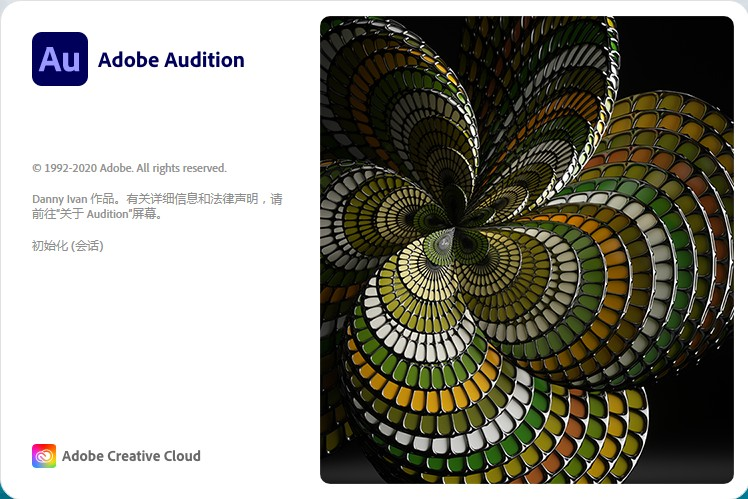 Au Adobe Audition
© 1992-2020 Adobe. All rights reserved.
Danny Ivan 作品。有关详细信息和法律声明，请
前往"关于 Audition"屏幕。
初始化 (会话)
Adobe Creative Cloud